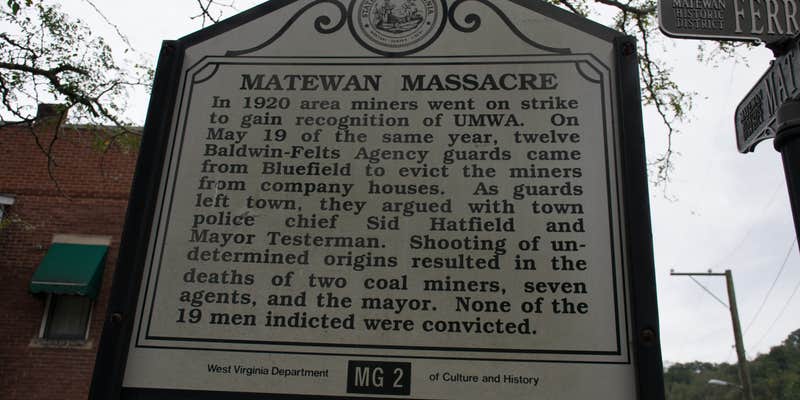 MATEWAN
HISTORIC
DISTRICT
FERR
MAT
MATEWAN MASSACRE
In 1920 area miners went on strike
to gain recognition of UMWA. On
May 19 of the same year, twelve
Baldwin-Felts Agency guards came
from Bluefield to evict the miners
from company houses. As guards
left town, they argued with town
police chief Sid Hatfield and
Mayor Testerman. Shooting of un-
determined origins resulted in the
deaths of two coal miners, seven
agents, and the mayor. None of the
19 men indicted were convicted.
West Virginia Department MG 2 of Culture and History